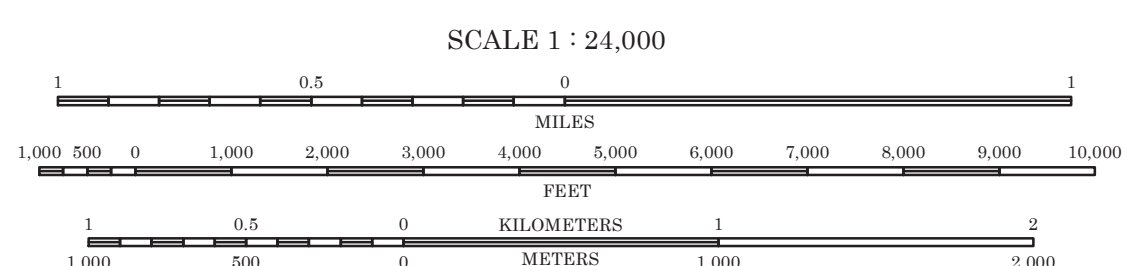 SCALE 1 : 24,000
1 0.5 0 1
MILES
1,000 500 0 1,000 2,000 3,000 4,000 5,000 6,000 7,000 8,000 9,000 10,000
FEET
1 0.5 0 KILOMETERS 1 2
1,000 500 0 METERS 1,000 2,000